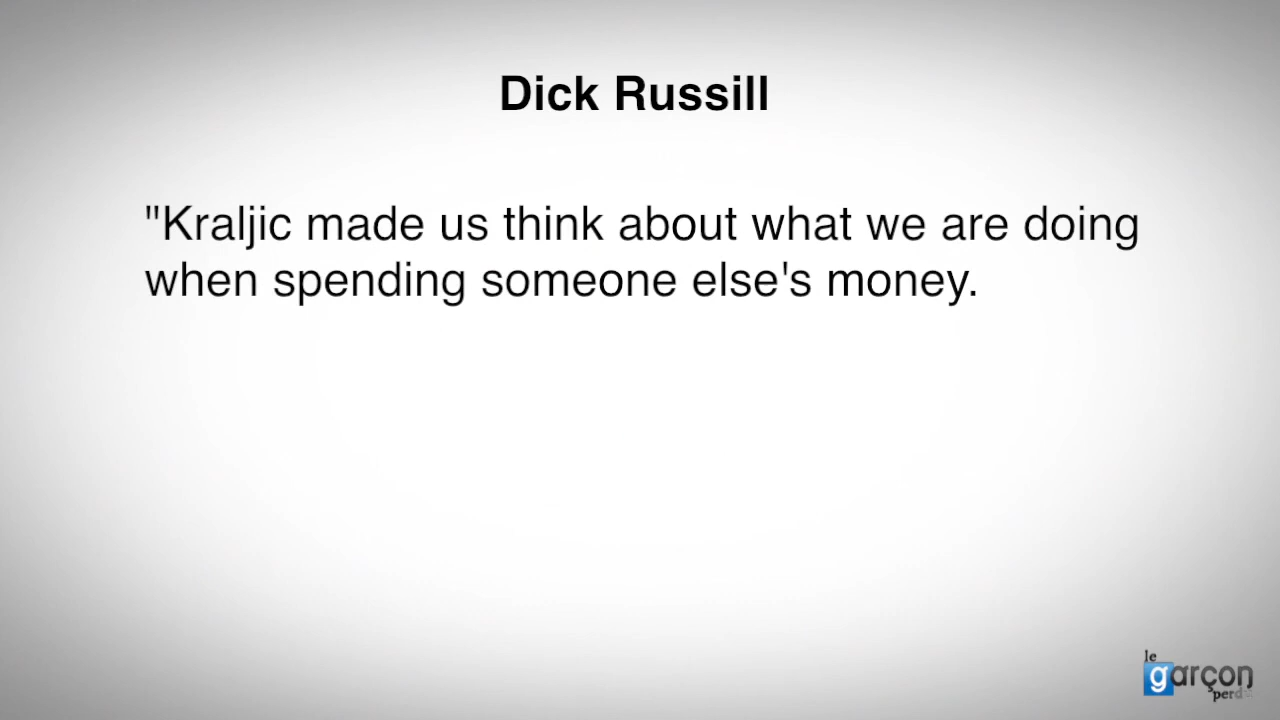 Dick Russill
"Kraljic made us think about what we are doing
when spending someone else's money.
le
garçon
perdu